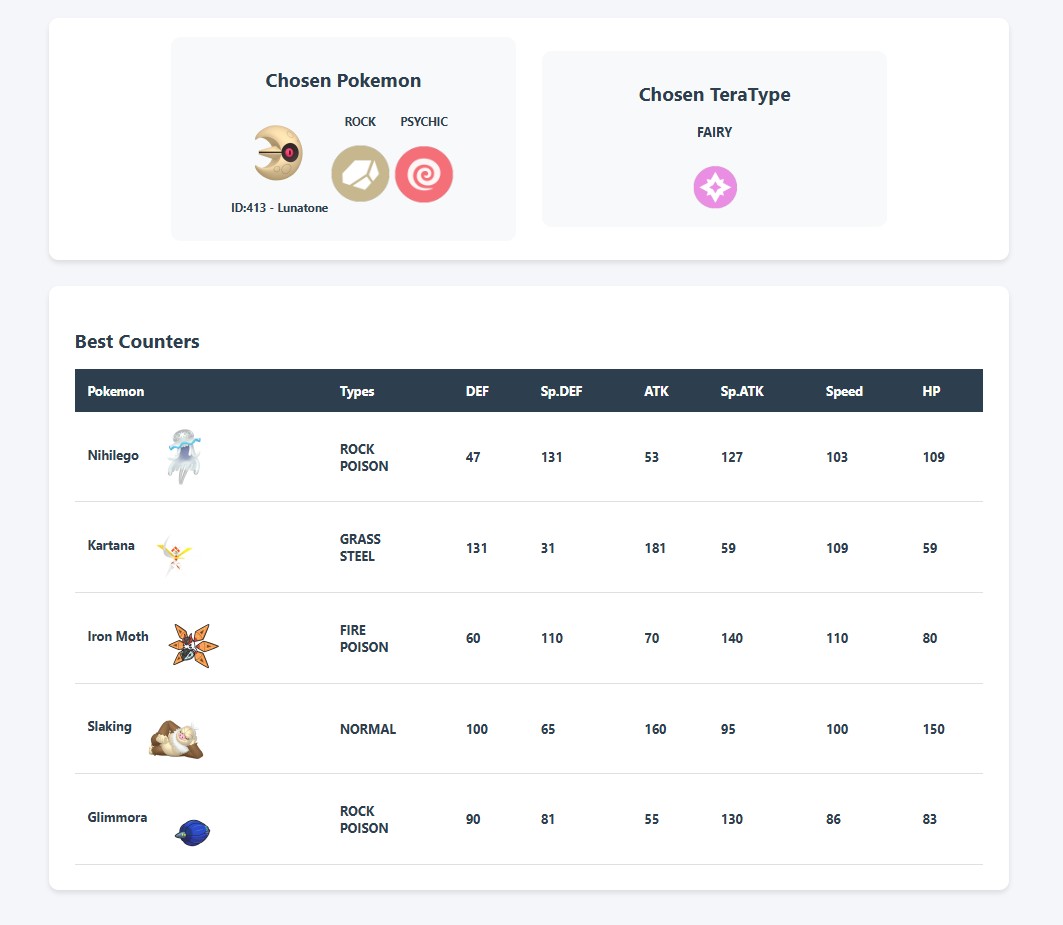 Chosen Pokemon
ROCK PSYCHIC
ID:413 - Lunatone
Chosen TeraType
FAIRY
Best Counters
Pokemon Types DEF Sp.DEF ATK Sp.ATK Speed HP
Nihilego ROCK POISON 47 131 53 127 103 109
Kartana GRASS STEEL 131 31 181 59 109 59
Iron Moth FIRE POISON 60 110 70 140 110 80
Slaking NORMAL 100 65 160 95 100 150
Glimmora ROCK POISON 90 81 55 130 86 83